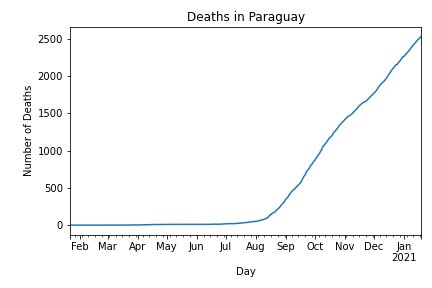 Deaths in Paraguay
Number of Deaths
2500
2000
1500
1000
500
0
Feb Mar Apr May Jun Jul Aug Sep Oct Nov Dec Jan
2021
Day